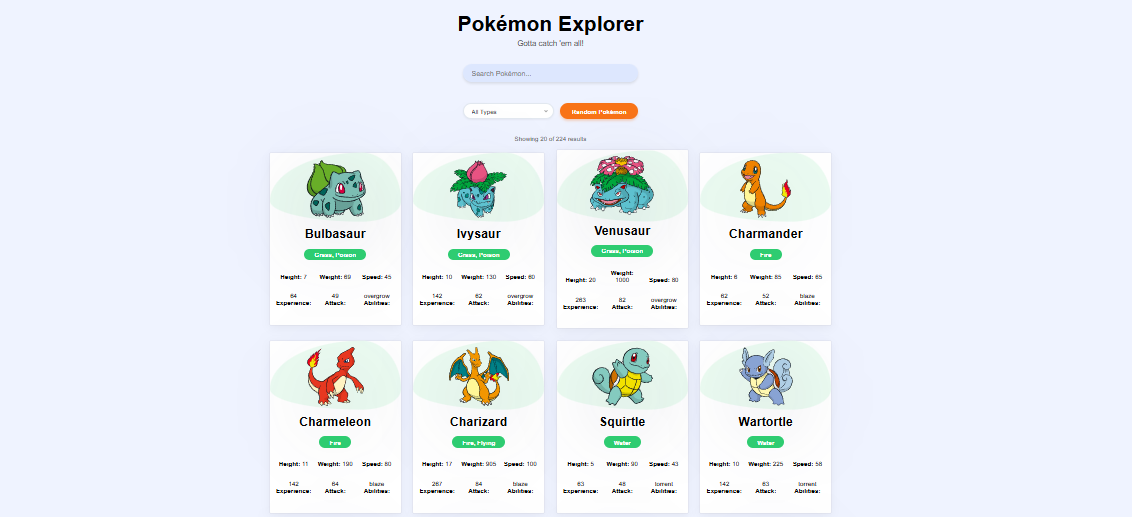 Pokémon Explorer
Gotta catch 'em all!
Search Pokémon...
All Types
Random Pokémon
Showing 20 of 224 results
Bulbasaur
Grass, Poison
Height: 7 Weight: 69 Speed: 45
64 49 overgrow
Experience: Attack: Abilities:
Ivysaur
Grass, Poison
Height: 10 Weight: 130 Speed: 60
142 62 overgrow
Experience: Attack: Abilities:
Venusaur
Grass, Poison
Weight:
Height: 20 1000 Speed: 80
263 82 overgrow
Experience: Attack: Abilities:
Charmander
Fire
Height: 6 Weight: 85 Speed: 65
62 52 blaze
Experience: Attack: Abilities:
Charmeleon
Fire
Height: 11 Weight: 190 Speed: 80
142 64 blaze
Experience: Attack: Abilities:
Charizard
Fire, Flying
Height: 17 Weight: 905 Speed: 100
267 84 blaze
Experience: Attack: Abilities:
Squirtle
Water
Height: 5 Weight: 90 Speed: 43
63 48 torrent
Experience: Attack: Abilities:
Wartortle
Water
Height: 10 Weight: 225 Speed: 58
142 63 torrent
Experience: Attack: Abilities: